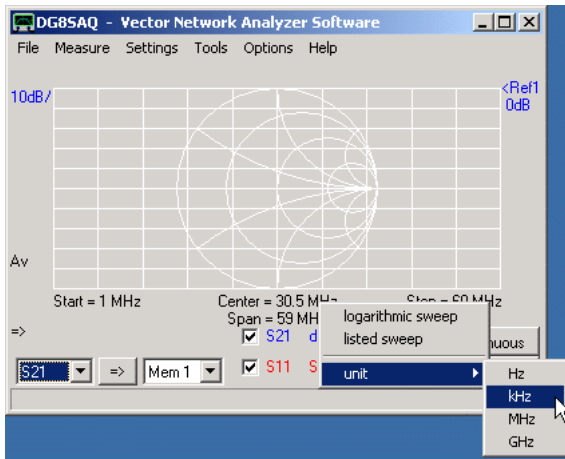 DG8SAQ - Vector Network Analyzer Software
File Measure Settings Tools Options Help
10dB/
<Ref1
0dB
Av
Start = 1 MHz Center = 30.5 MHz Stop = 60 MHz
Span = 59 MH
=>
S21 d
logarithmic sweep
listed sweep
unit
nuous
S21 => Mem 1
S11 S
Hz
kHz
MHz
GHz